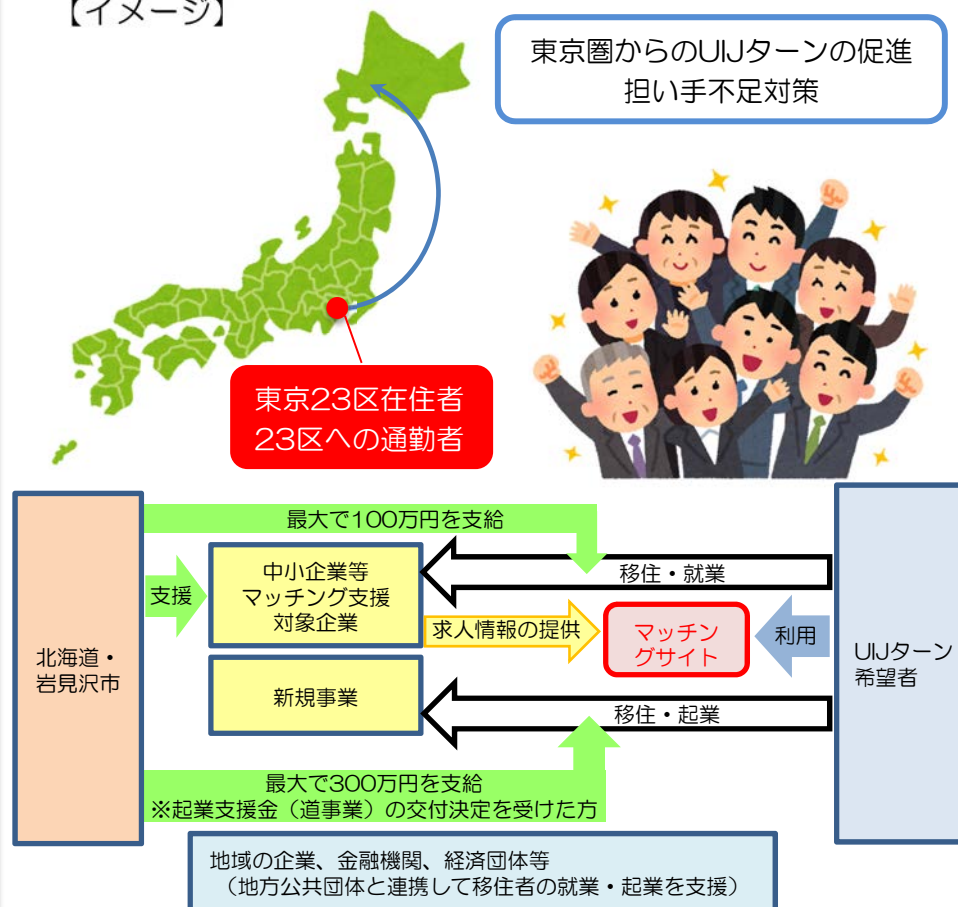 【イメージ】
東京圏からのUIJターンの促進
担い手不足対策
東京23区在住者
23区への通勤者
最大で100万円を支給
中小企業等
マッチング支援
対象企業
移住・就業
支援
求人情報の提供
マッチン
グサイト
利用
北海道・
岩見沢市
UIJターン
希望者
新規事業
移住・起業
最大で300万円を支給
※起業支援金（道事業）の交付決定を受けた方
地域の企業、金融機関、経済団体等
（地方公共団体と連携して移住者の就業・起業を支援）